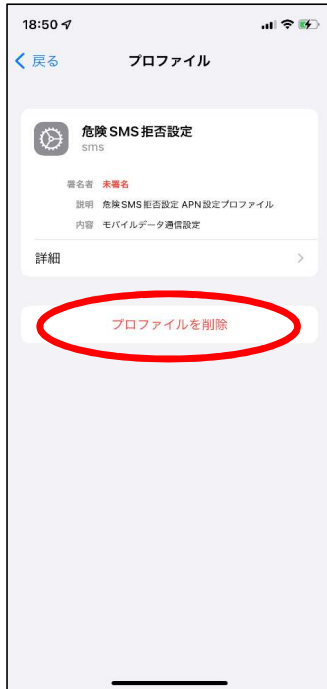 18:50
戻る
プロファイル
危険SMS拒否設定
sms
署名者 未署名
説明 危険SMS拒否設定 APN設定プロファイル
内容 モバイルデータ通信設定
詳細
プロファイルを削除